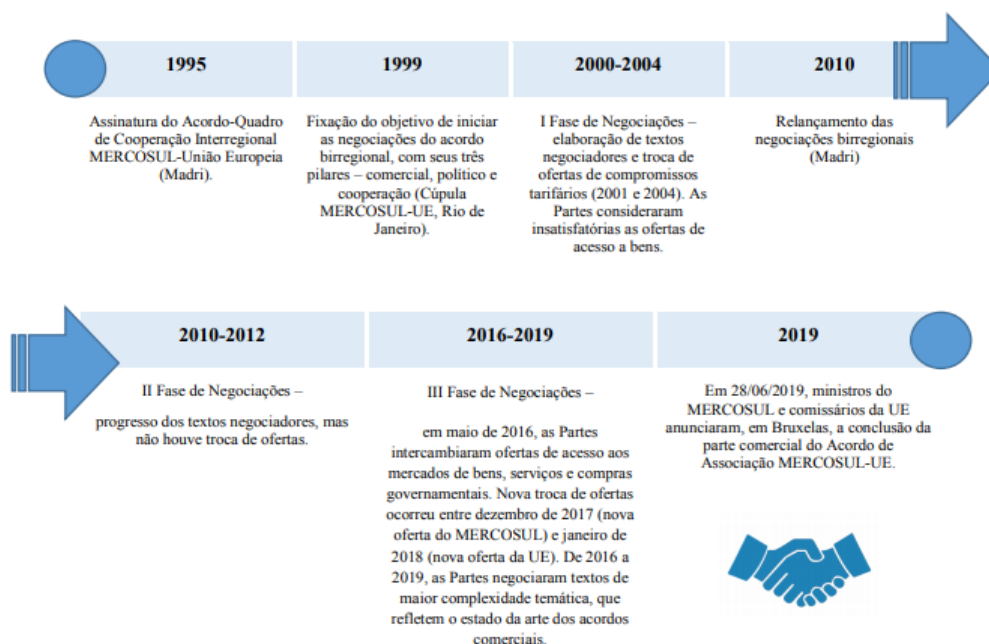 1995
Assinatura do Acordo-Quadro
de Cooperação Interregional
MERCOSUL-União Europeia
(Madri).
1999
Fixação do objetivo de iniciar
as negociações do acordo
birregional, com seus três
pilares – comercial, político e
cooperação (Cúpula
MERCOSUL-UE, Rio de
Janeiro).
2000-2004
I Fase de Negociações –
elaboração de textos
negociadores e troca de
ofertas de compromissos
tarifários (2001 e 2004). As
Partes consideraram
insatisfatórias as ofertas de
acesso a bens.
2010
Relançamento das
negociações birregionais
(Madri)
2010-2012
II Fase de Negociações –
progresso dos textos negociadores, mas
não houve troca de ofertas.
2016-2019
III Fase de Negociações –
em maio de 2016, as Partes
intercambiaram ofertas de acesso aos
mercados de bens, serviços e compras
governamentais. Nova troca de ofertas
ocorreu entre dezembro de 2017 (nova
oferta do MERCOSUL) e janeiro de
2018 (nova oferta da UE). De 2016 a
2019, as Partes negociaram textos de
maior complexidade temática, que
refletem o estado da arte dos acordos
comerciais.
2019
Em 28/06/2019, ministros do
MERCOSUL e comissários da UE
anunciaram, em Bruxelas, a conclusão da
parte comercial do Acordo de
Associação MERCOSUL-UE.